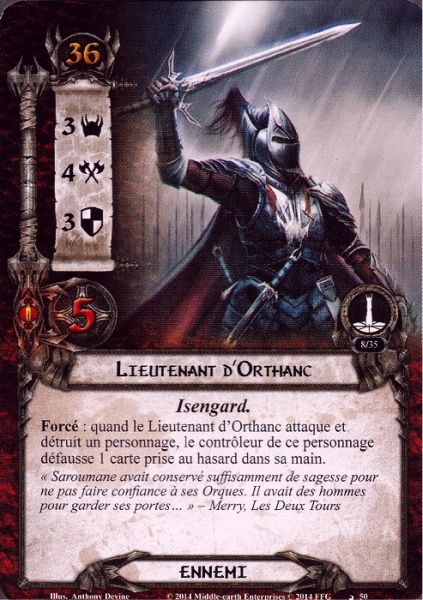 36
3
4
3
5
8/35
Lieutenant d'Orthanc
Isengard.
Forcé : quand le Lieutenant d'Orthanc attaque et
détruit un personnage, le contrôleur de ce personnage
défausse 1 carte prise au hasard dans sa main.
« Saroumane avait conservé suffisamment de sagesse pour
ne pas faire confiance à ses Orques. Il avait des hommes
pour garder ses portes… » – Merry, Les Deux Tours
ENNEMI
Illus. Anthony Devine © 2014 Middle-earth Enterprises © 2014 FFG 50